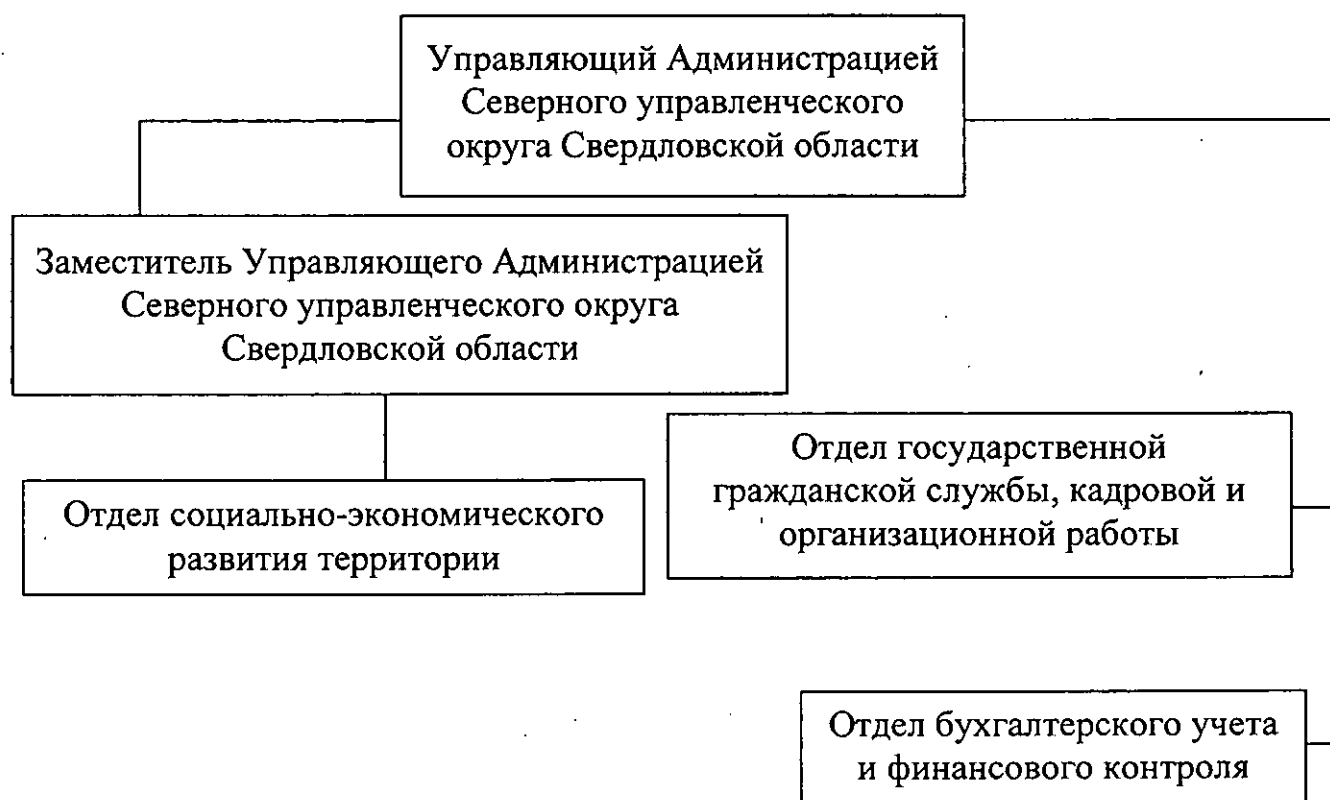 Управляющий Администрацией
Северного управленческого
округа Свердловской области
Заместитель Управляющего Администрацией
Северного управленческого округа
Свердловской области
Отдел государственной
гражданской службы, кадровой и
организационной работы
Отдел социально-экономического
развития территории
Отдел бухгалтерского учета
и финансового контроля